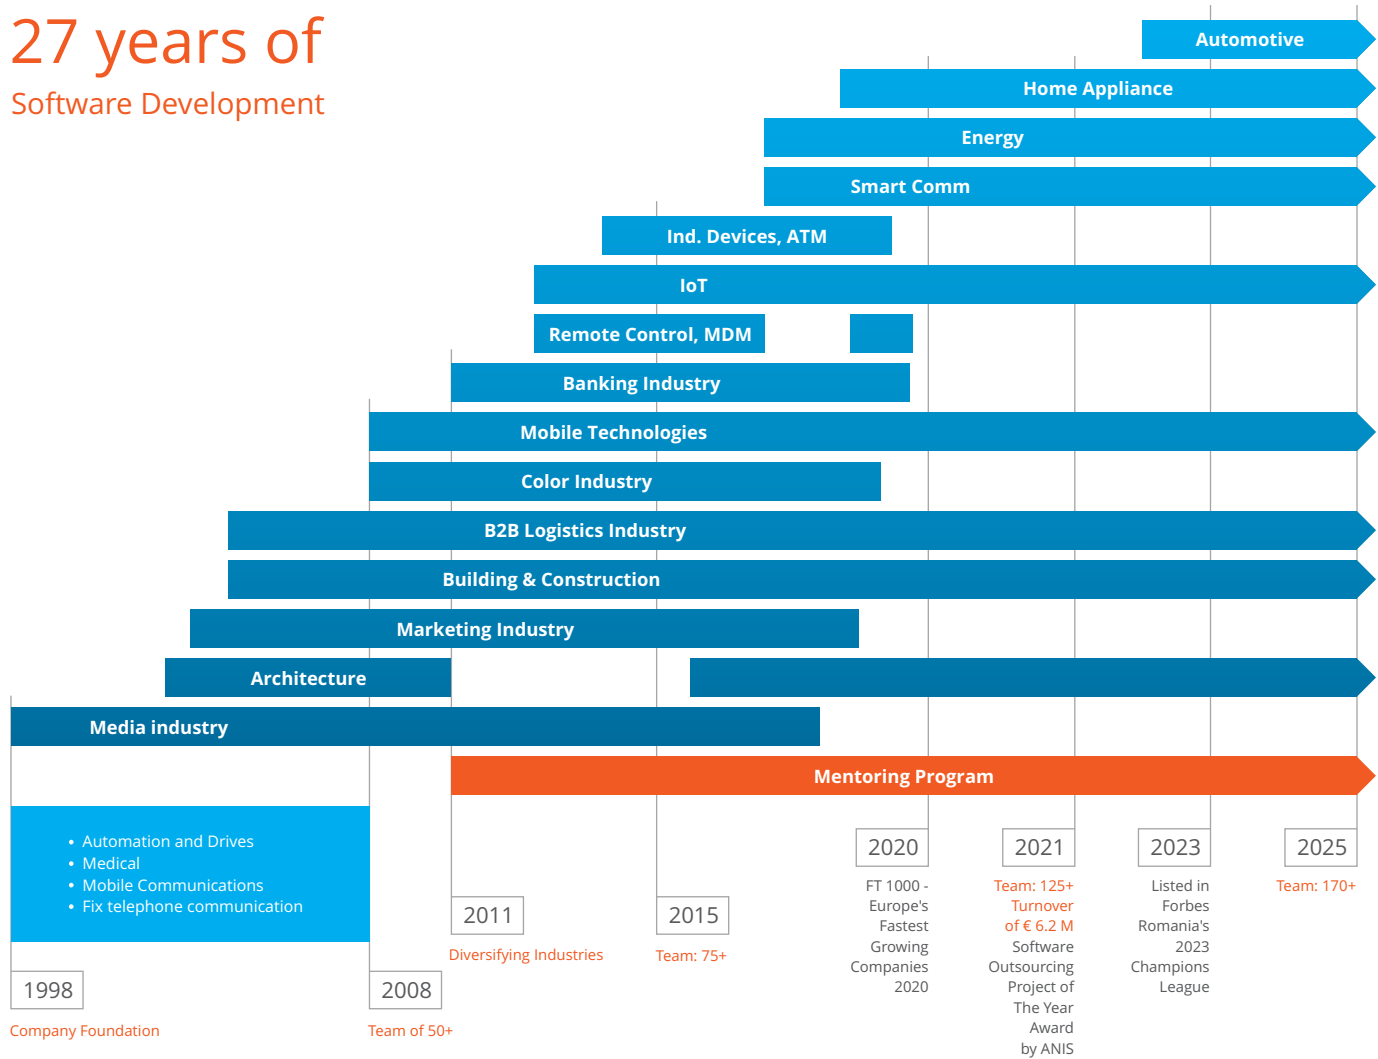 27 years of
Software Development
Automotive
Home Appliance
Energy
Smart Comm
Ind. Devices, ATM
IoT
Remote Control, MDM
Banking Industry
Mobile Technologies
Color Industry
B2B Logistics Industry
Building & Construction
Marketing Industry
Architecture
Media industry
Mentoring Program
• Automation and Drives
• Medical
• Mobile Communications
• Fix telephone communication
1998
Company Foundation
2008
Team of 50+
2011
Diversifying Industries
2015
Team: 75+
2020
FT 1000 -
Europe's
Fastest
Growing
Companies
2020
2021
Team: 125+
Turnover
of € 6.2 M
Software
Outsourcing
Project of
The Year
Award
by ANIS
2023
Listed in
Forbes
Romania's
2023
Champions
League
2025
Team: 170+